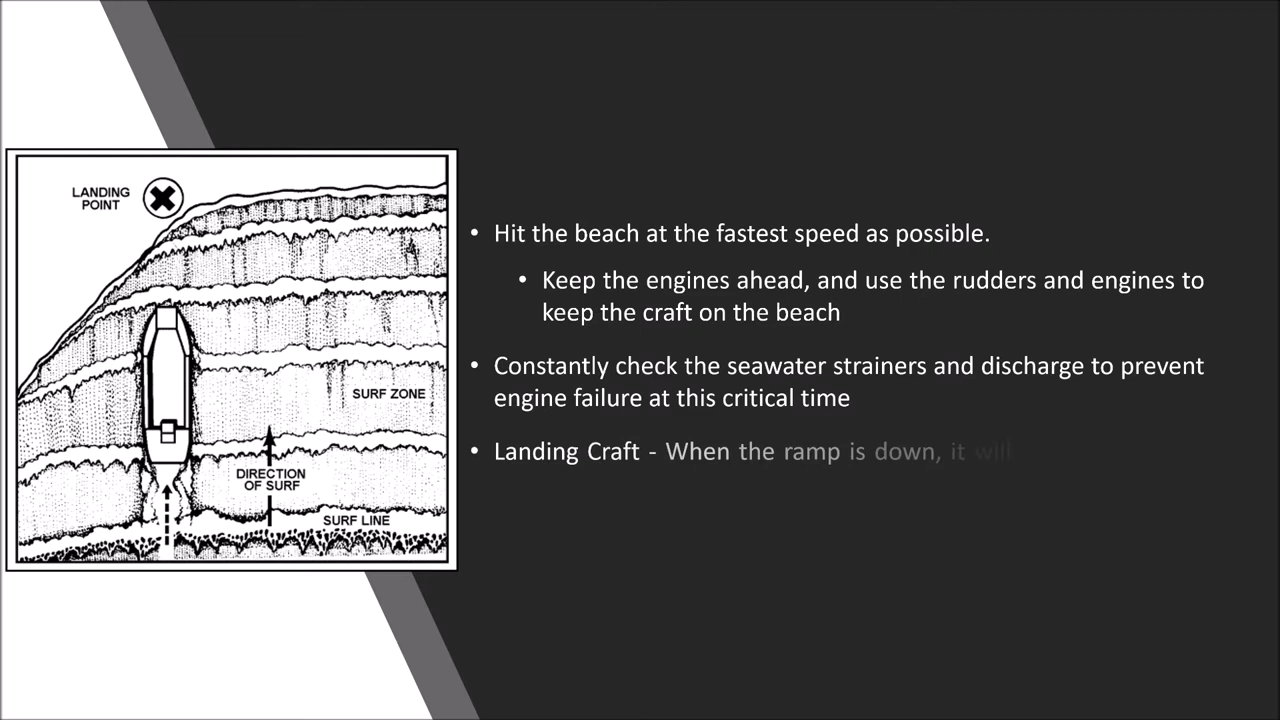 LANDING
POINT
SURF ZONE
DIRECTION
OF SURF
SURF LINE
• Hit the beach at the fastest speed as possible.
• Keep the engines ahead, and use the rudders and engines to
keep the craft on the beach
• Constantly check the seawater strainers and discharge to prevent
engine failure at this critical time
• Landing Craft - When the ramp is down, it will